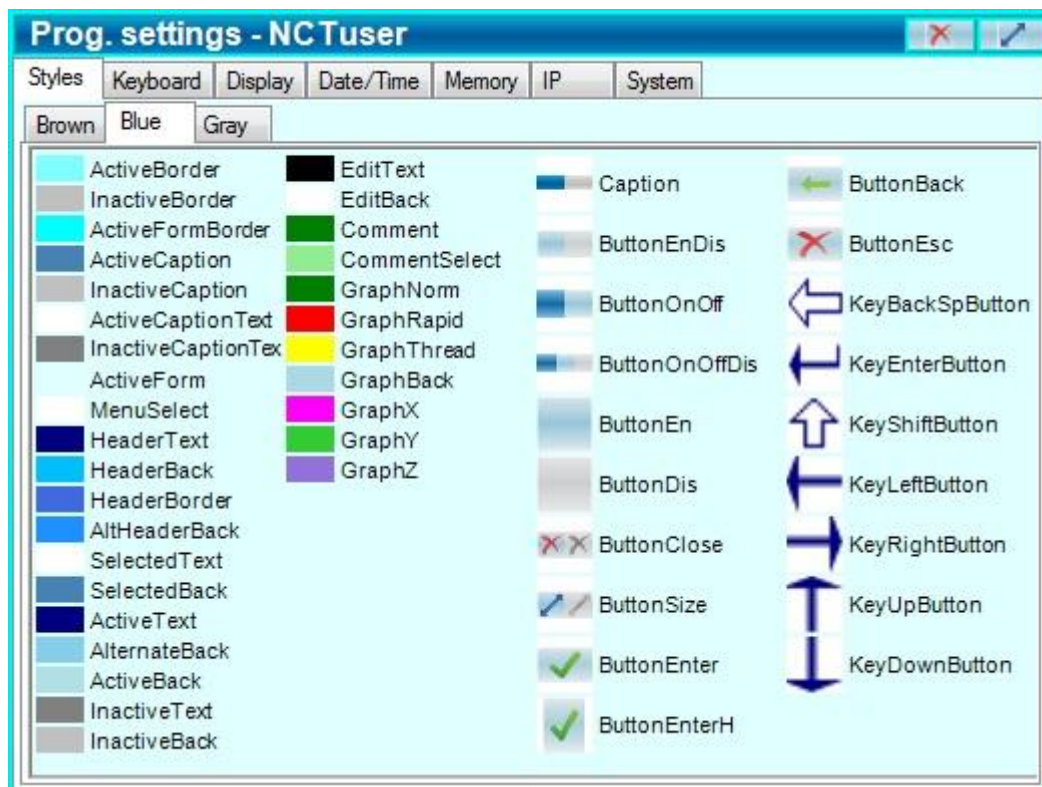 Prog. settings - NCTuser
Styles Keyboard Display Date/Time Memory IP System
Brown Blue Gray
ActiveBorder
InactiveBorder
ActiveFormBorder
ActiveCaption
InactiveCaption
ActiveCaptionText
InactiveCaptionTex
ActiveForm
MenuSelect
HeaderText
HeaderBack
HeaderBorder
AltHeaderBack
SelectedText
SelectedBack
ActiveText
AlternateBack
ActiveBack
InactiveText
InactiveBack
EditText
EditBack
Comment
CommentSelect
GraphNorm
GraphRapid
GraphThread
GraphBack
GraphX
GraphY
GraphZ
Caption
ButtonEnDis
ButtonOnOff
ButtonOnOffDis
ButtonEn
ButtonDis
ButtonClose
ButtonSize
ButtonEnter
ButtonEnterH
ButtonBack
ButtonEsc
KeyBackSpButton
KeyEnterButton
KeyShiftButton
KeyLeftButton
KeyRightButton
KeyUpButton
KeyDownButton